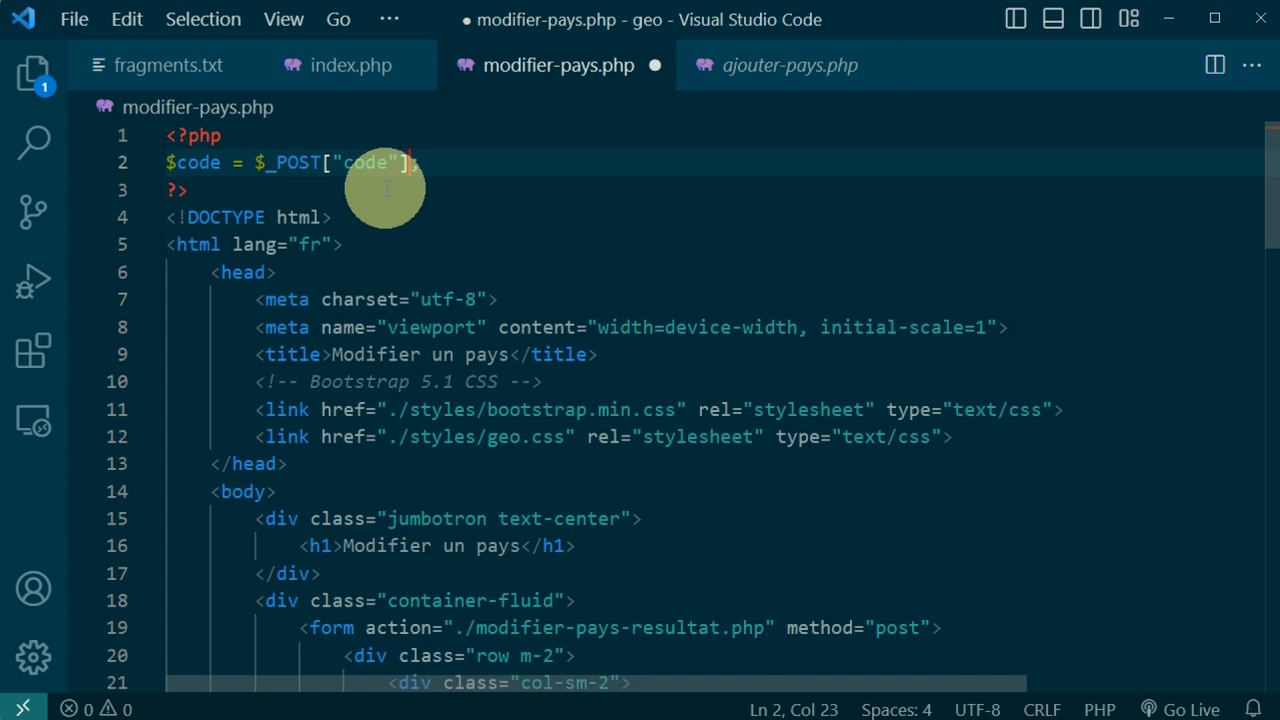 File Edit Selection View Go ··· ● modifier-pays.php - geo - Visual Studio Code
fragments.txt index.php modifier-pays.php ● ajouter-pays.php ···
1
modifier-pays.php
1 <?php
2 $code = $_POST["code"];
3 ?>
4 <!DOCTYPE html>
5 <html lang="fr">
6 <head>
7 <meta charset="utf-8">
8 <meta name="viewport" content="width=device-width, initial-scale=1">
9 <title>Modifier un pays</title>
10 <!-- Bootstrap 5.1 CSS -->
11 <link href="./styles/bootstrap.min.css" rel="stylesheet" type="text/css">
12 <link href="./styles/geo.css" rel="stylesheet" type="text/css">
13 </head>
14 <body>
15 <div class="jumbotron text-center">
16 <h1>Modifier un pays</h1>
17 </div>
18 <div class="container-fluid">
19 <form action="./modifier-pays-resultat.php" method="post">
20 <div class="row m-2">
21 <div class="col-sm-2">
0 0 Ln 2, Col 23 Spaces: 4 UTF-8 CRLF PHP Go Live